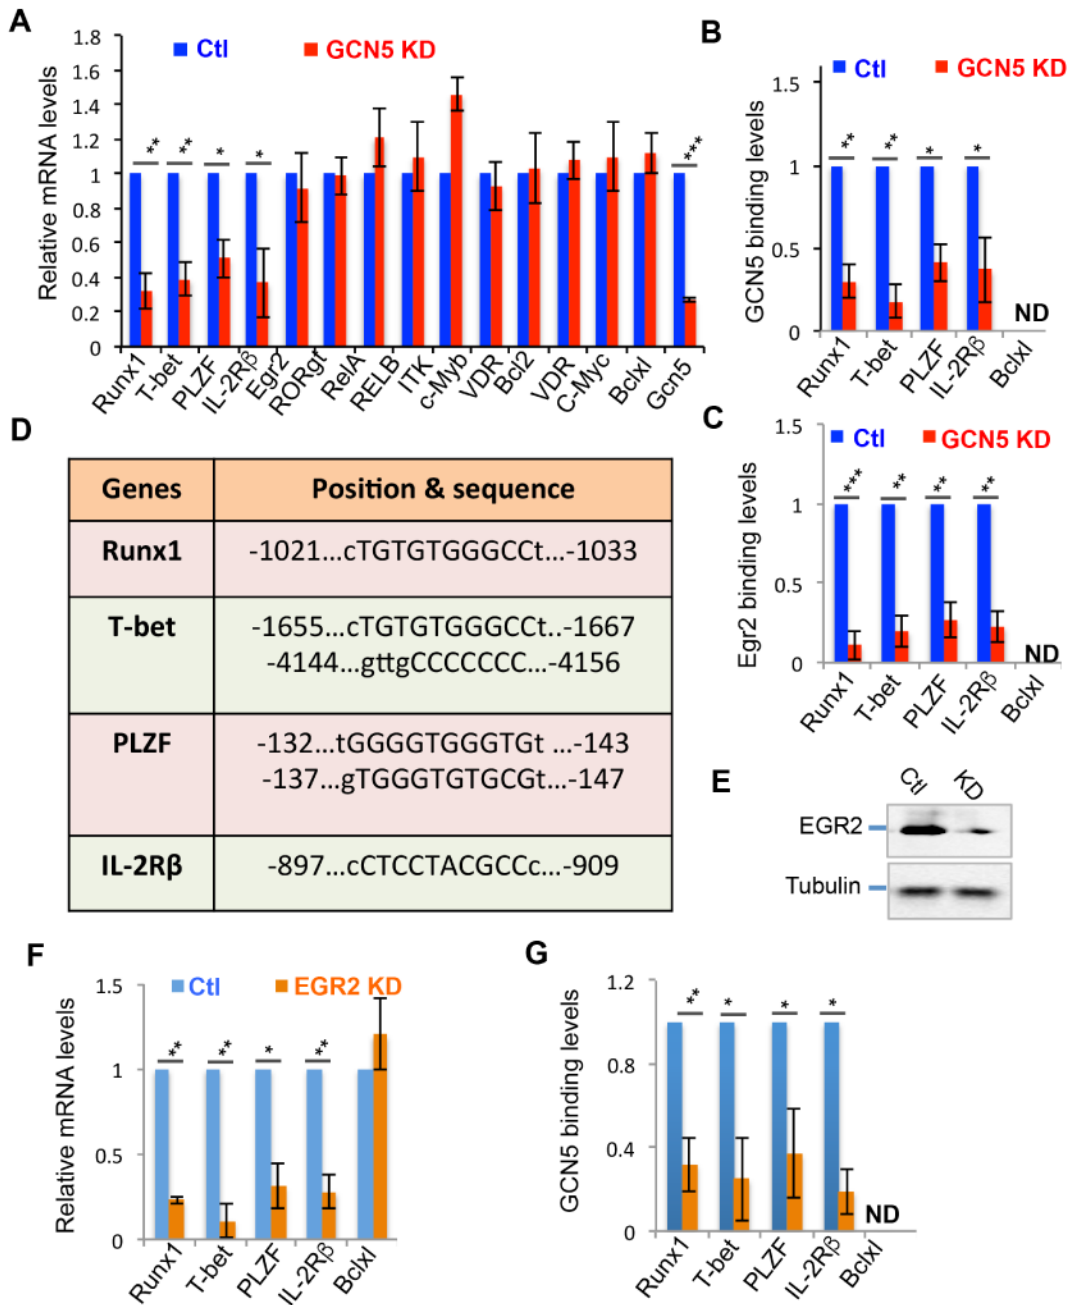 A
Relative mRNA levels
Ctl
GCN5 KD
1.8
1.6
1.4
1.2
1
0.8
0.6
0.4
0.2
0
**
**
*
*
***
Runx1
T-bet
PLZF
IL-2Rβ
Egr2
RORgt
RelA
RELB
ITK
c-Myb
VDR
Bcl2
VDR
C-Myc
Bclxl
Gcn5
B
GCN5 binding levels
Ctl
GCN5 KD
1.5
1
0.5
0
**
**
*
*
ND
Runx1
T-bet
PLZF
IL-2Rβ
Bclxl
C
Egr2 binding levels
Ctl
GCN5 KD
1.5
1
0.5
0
***
**
**
**
ND
Runx1
T-bet
PLZF
IL-2Rβ
Bclxl
D
Genes
Position & sequence
Runx1
-1021...cTGTGTGGGCCt...-1033
T-bet
-1655...cTGTGTGGGCCt..-1667
-4144...gttgCCCCCCC...-4156
PLZF
-132...tGGGGTGGGTGt ...-143
-137...gTGGGTGTGCGt...-147
IL-2Rβ
-897...cCTCCTACGCCc...-909
E
Ctl
KD
EGR2
Tubulin
F
Relative mRNA levels
Ctl
EGR2 KD
1.5
1
0.5
0
**
**
*
**
Runx1
T-bet
PLZF
IL-2Rβ
Bclxl
G
GCN5 binding levels
1.2
0.8
0.4
0
**
*
*
*
ND
Runx1
T-bet
PLZF
IL-2Rβ
Bclxl